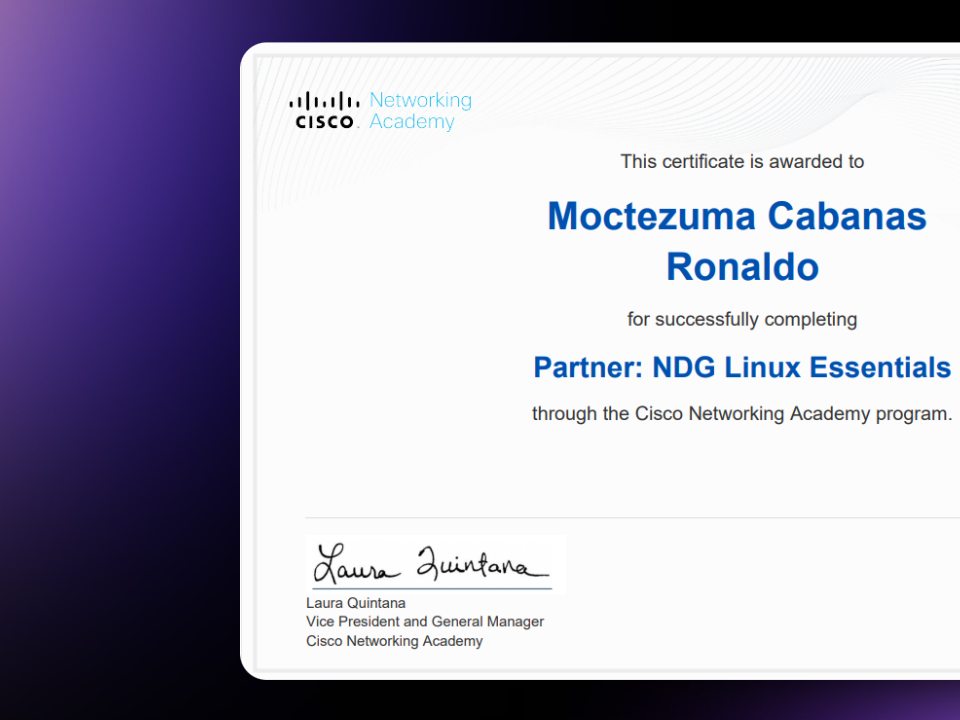 Networking
CISCO. Academy
This certificate is awarded to
Moctezuma Cabanas
Ronaldo
for successfully completing
Partner: NDG Linux Essentials
through the Cisco Networking Academy program.
Laura Quintana
Laura Quintana
Vice President and General Manager
Cisco Networking Academy